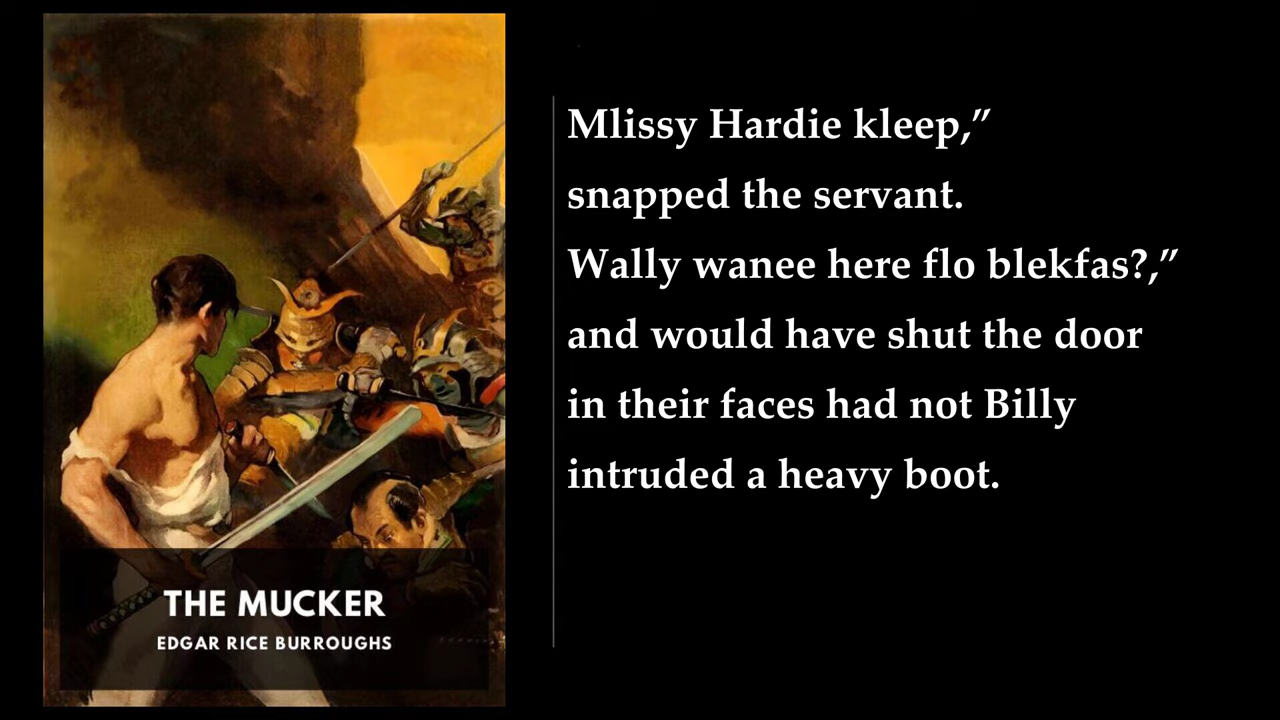 Mlissy Hardie kleep,”
snapped the servant.
Wally wanee here flo blekfas?,”
and would have shut the door
in their faces had not Billy
intruded a heavy boot.
THE MUCKER
EDGAR RICE BURROUGHS